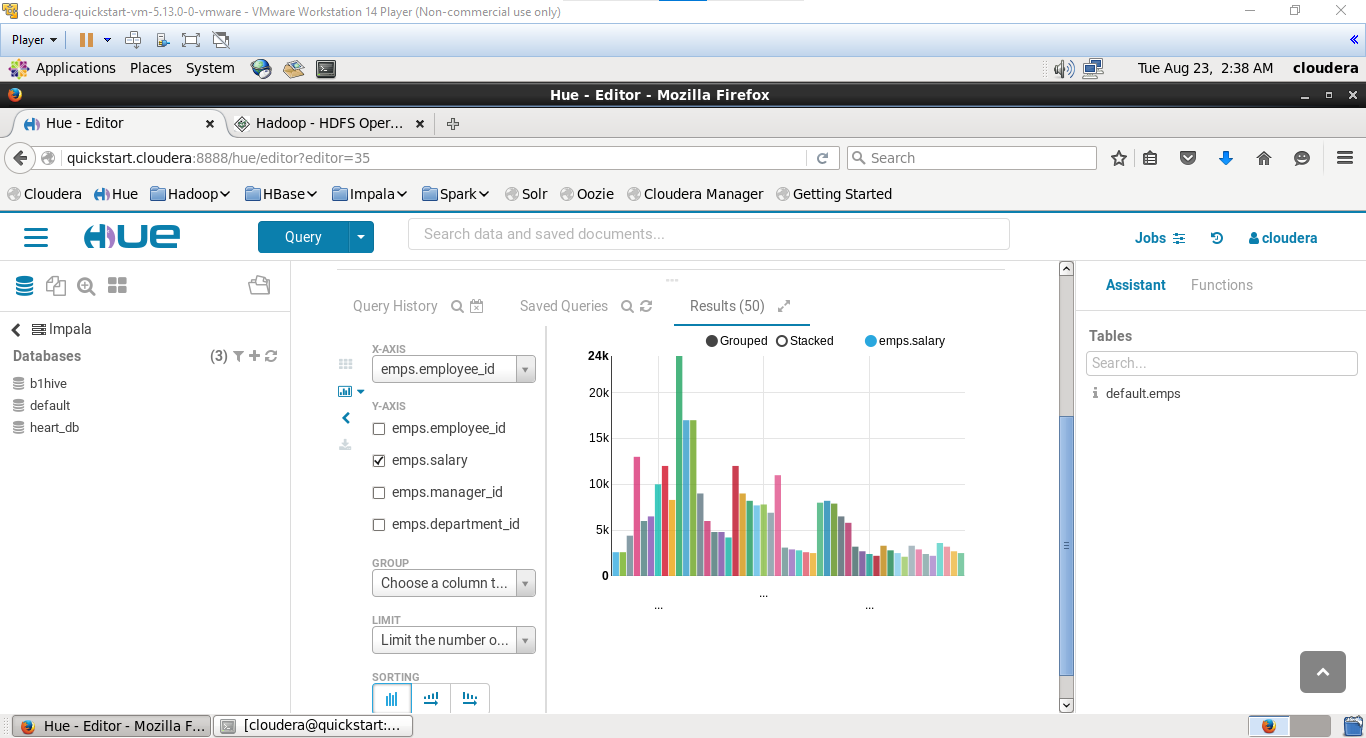 cloudera-quickstart-vm-5.13.0-0-vmware - VMware Workstation 14 Player (Non-commercial use only)
Player
Applications Places System Tue Aug 23, 2:38 AM cloudera
Hue - Editor - Mozilla Firefox
Hue - Editor Hadoop - HDFS Oper...
quickstart.cloudera:8888/hue/editor?editor=35 Search
Cloudera Hue Hadoop HBase Impala Spark Solr Oozie Cloudera Manager Getting Started
HUE Query Search data and saved documents... Jobs cloudera
Query History Saved Queries Results (50) Assistant Functions
Impala
Databases (3)
b1hive
default
heart_db
X-AXIS
emps.employee_id
Y-AXIS
emps.employee_id
emps.salary
emps.manager_id
emps.department_id
GROUP
Choose a column t...
LIMIT
Limit the number o...
SORTING
Grouped Stacked emps.salary
24k
20k
15k
10k
5k
0
... ... ...
Tables
Search...
default.emps
Hue - Editor - Mozilla F... [cloudera@quickstart:...